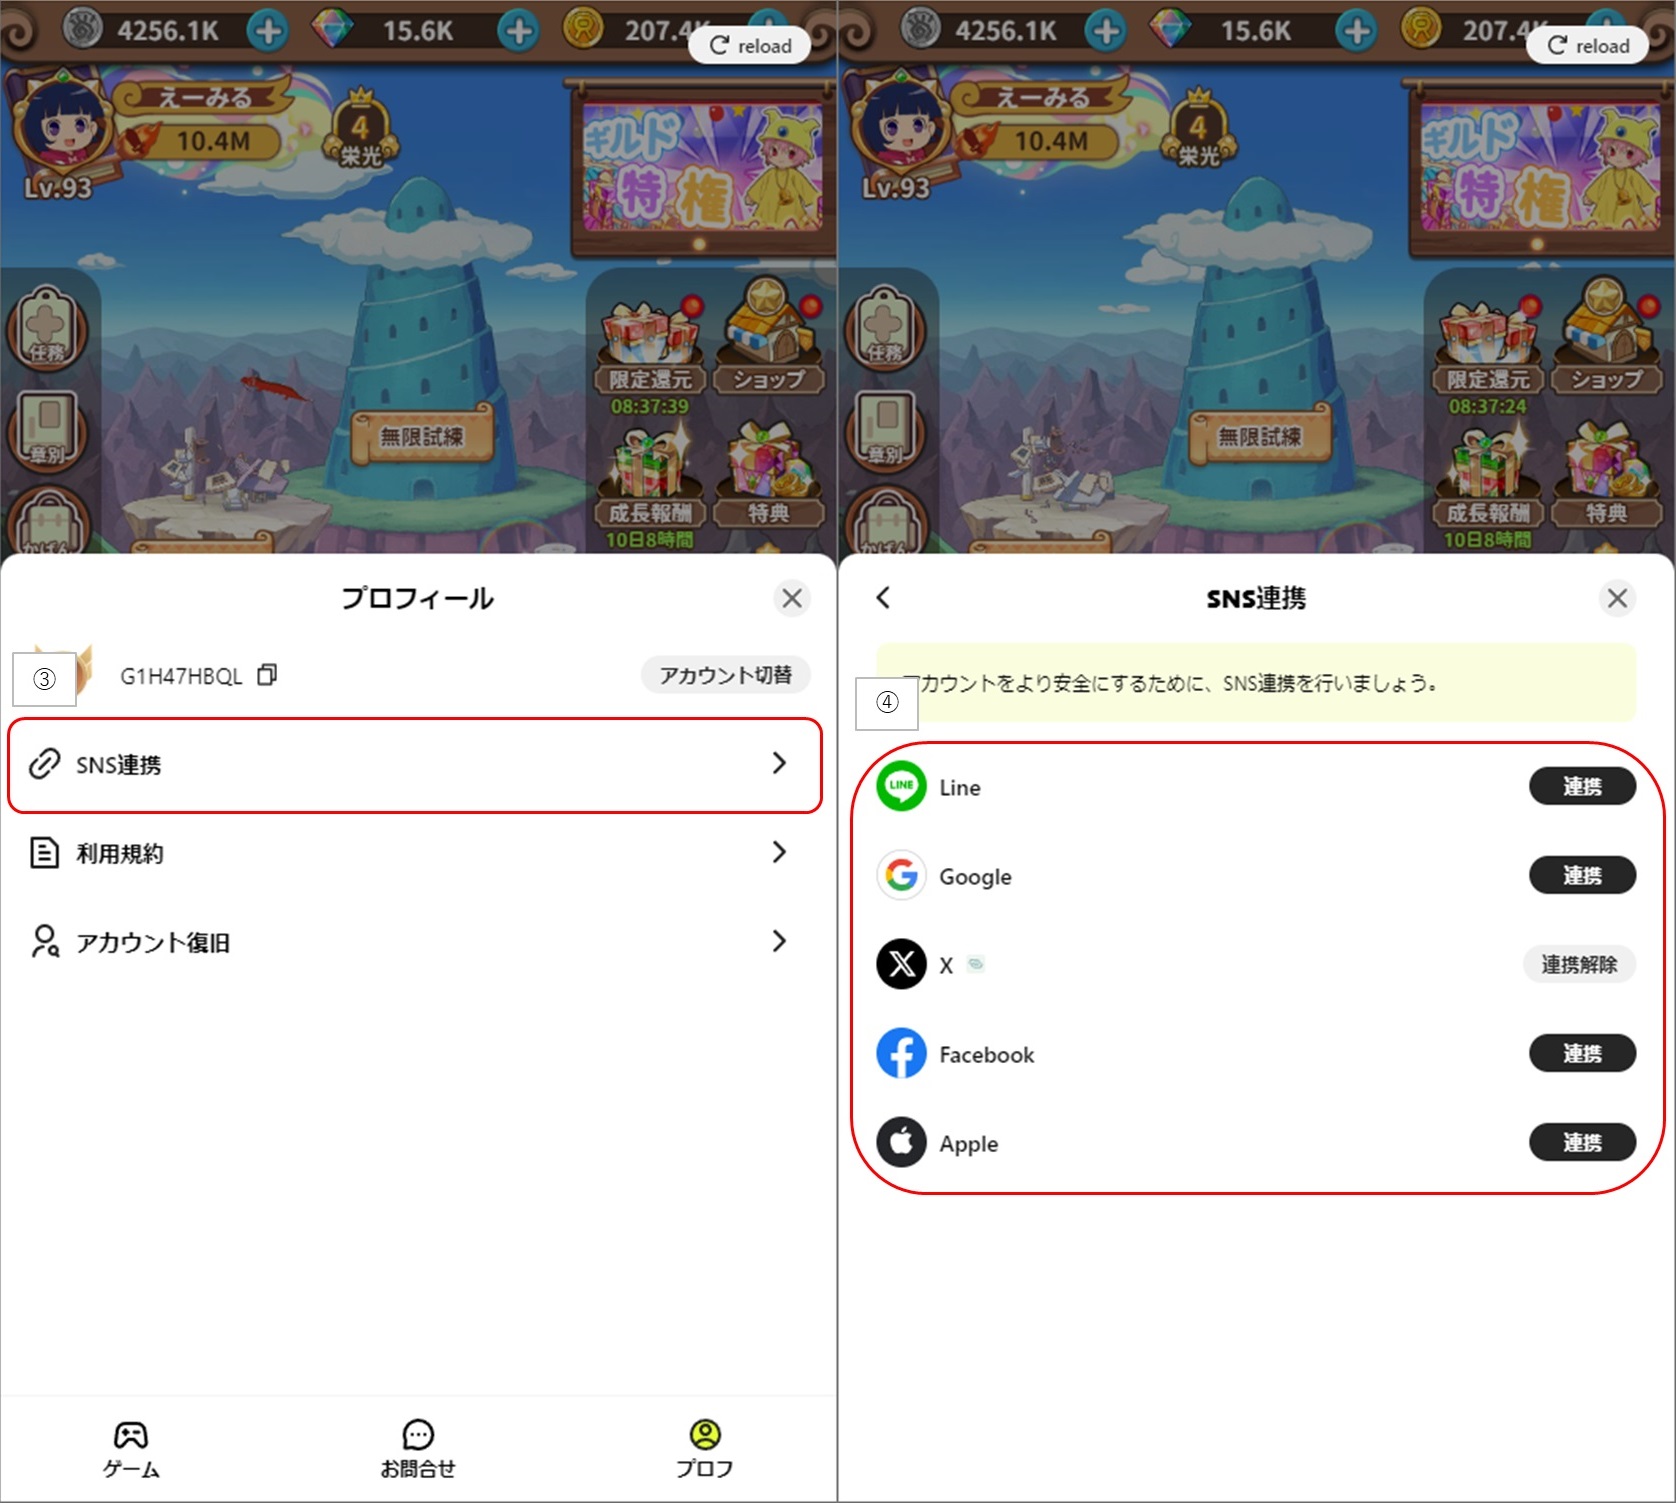 4256.1K
15.6K
207.4
reload
えーみる
10.4M
4
栄光
Lv.93
ギルド
特権
任務
限定還元
ショップ
08:37:39
章別
無限試練
成長報酬
特典
10日8時間
かばん
プロフィール
③
G1H47HBQL
アカウント切替
SNS連携
利用規約
アカウント復旧
ゲーム
お問合せ
プロフ
4256.1K
15.6K
207.4
reload
えーみる
10.4M
4
栄光
Lv.93
ギルド
特権
任務
限定還元
ショップ
08:37:24
章別
無限試練
成長報酬
特典
10日8時間
かばん
SNS連携
④
カウントをより安全にするために、SNS連携を行いましょう。
LINE
Line
連携
Google
連携
X
連携解除
Facebook
連携
Apple
連携